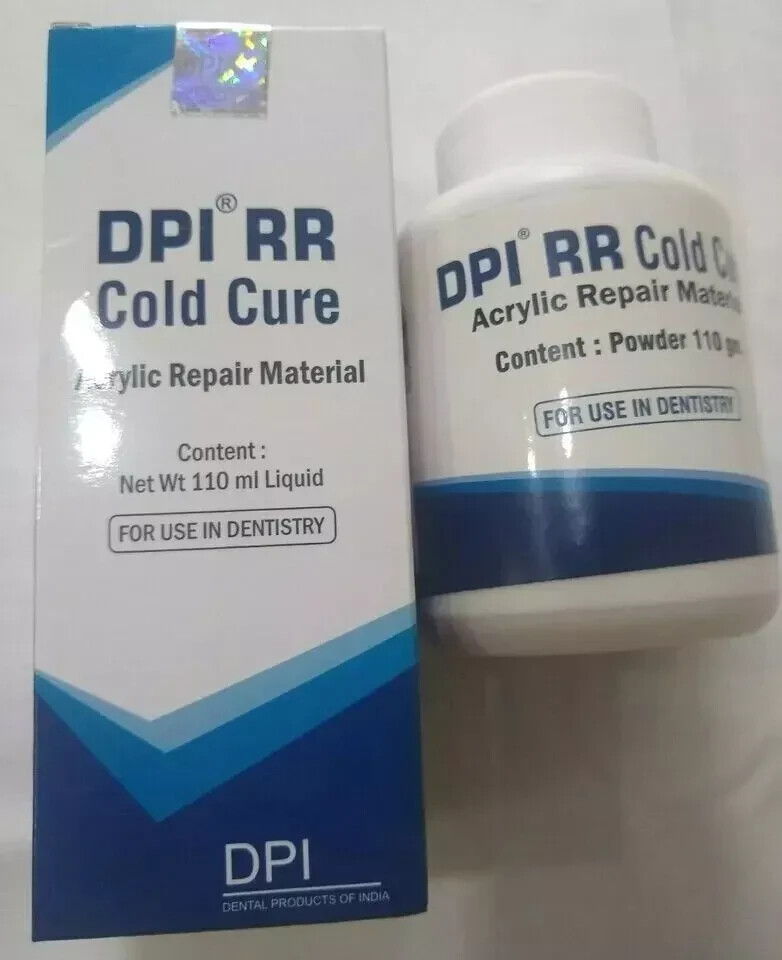 DPI® RR
Cold Cure
Acrylic Repair Material
Content :
Net Wt 110 ml Liquid
FOR USE IN DENTISTRY
DPI
DENTAL PRODUCTS OF INDIA
DPI® RR Cold
Acrylic Repair
Content : Powder 110
FOR USE IN DENTISTRY